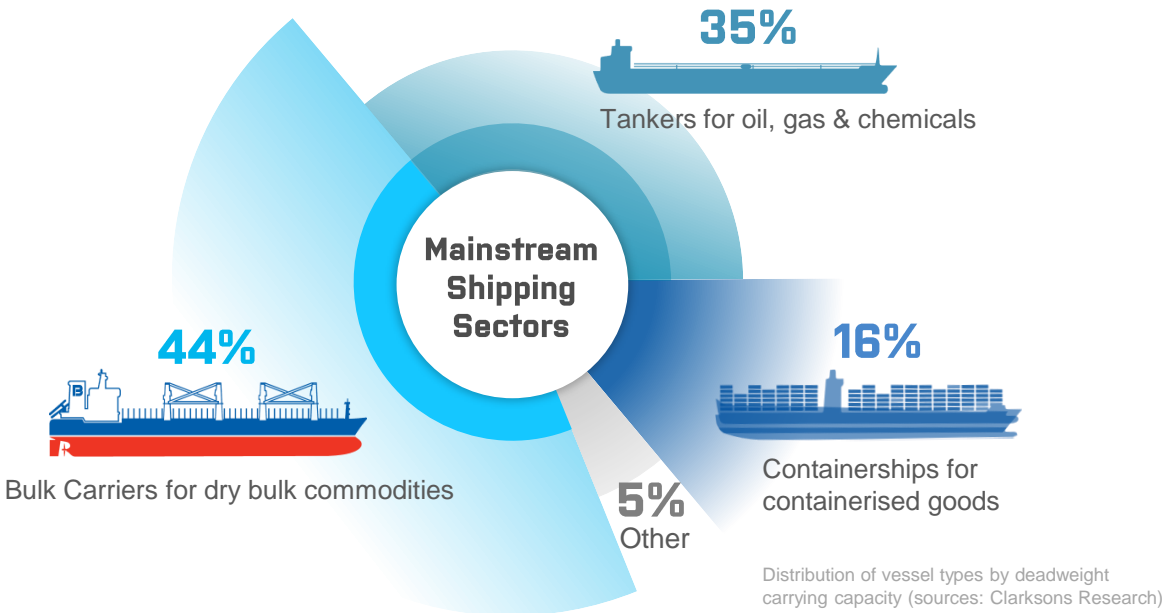 35%
Tankers for oil, gas & chemicals
Mainstream
Shipping
Sectors
44%
B
Bulk Carriers for dry bulk commodities
16%
Containerships for
containerised goods
5%
Other
Distribution of vessel types by deadweight
carrying capacity (sources: Clarksons Research)